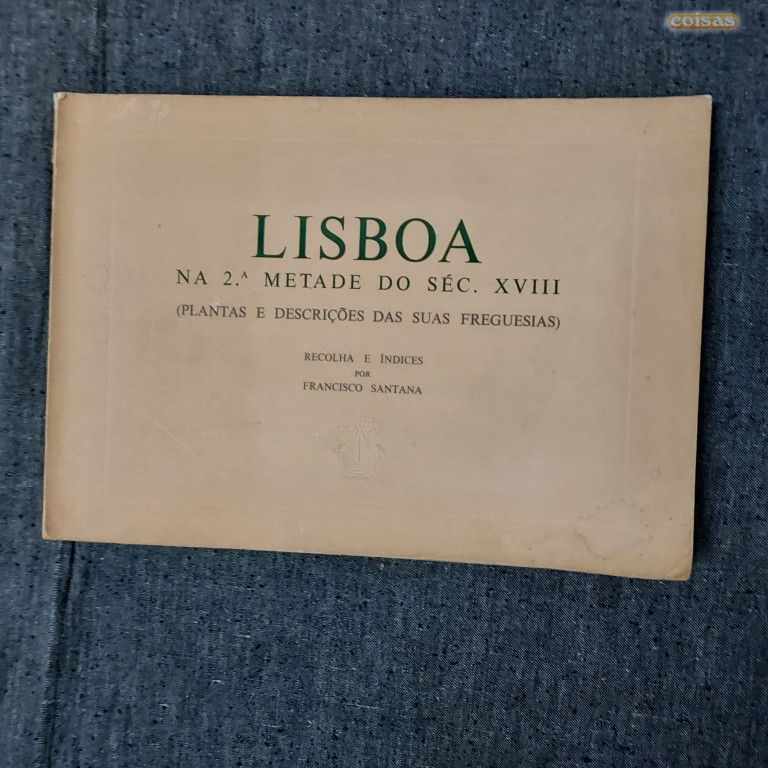 coisas
LISBOA
NA 2.ª METADE DO SÉC. XVIII
(PLANTAS E DESCRIÇÕES DAS SUAS FREGUESIAS)
RECOLHA E ÍNDICES
POR
FRANCISCO SANTANA